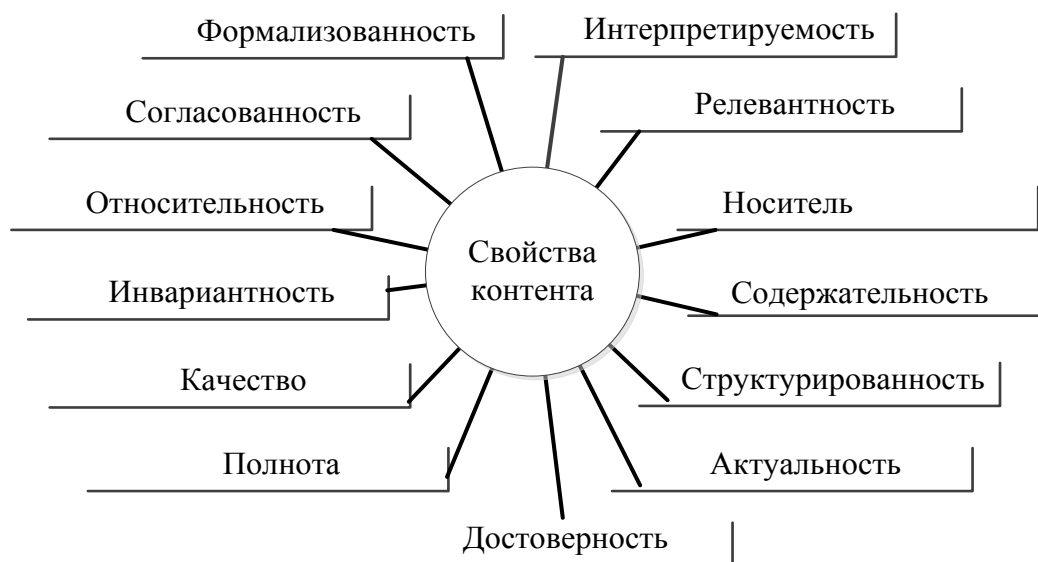 Формализованность
Интерпретируемость
Согласованность
Релевантность
Относительность
Носитель
Свойства
контента
Инвариантность
Содержательность
Качество
Структурированность
Полнота
Актуальность
Достоверность